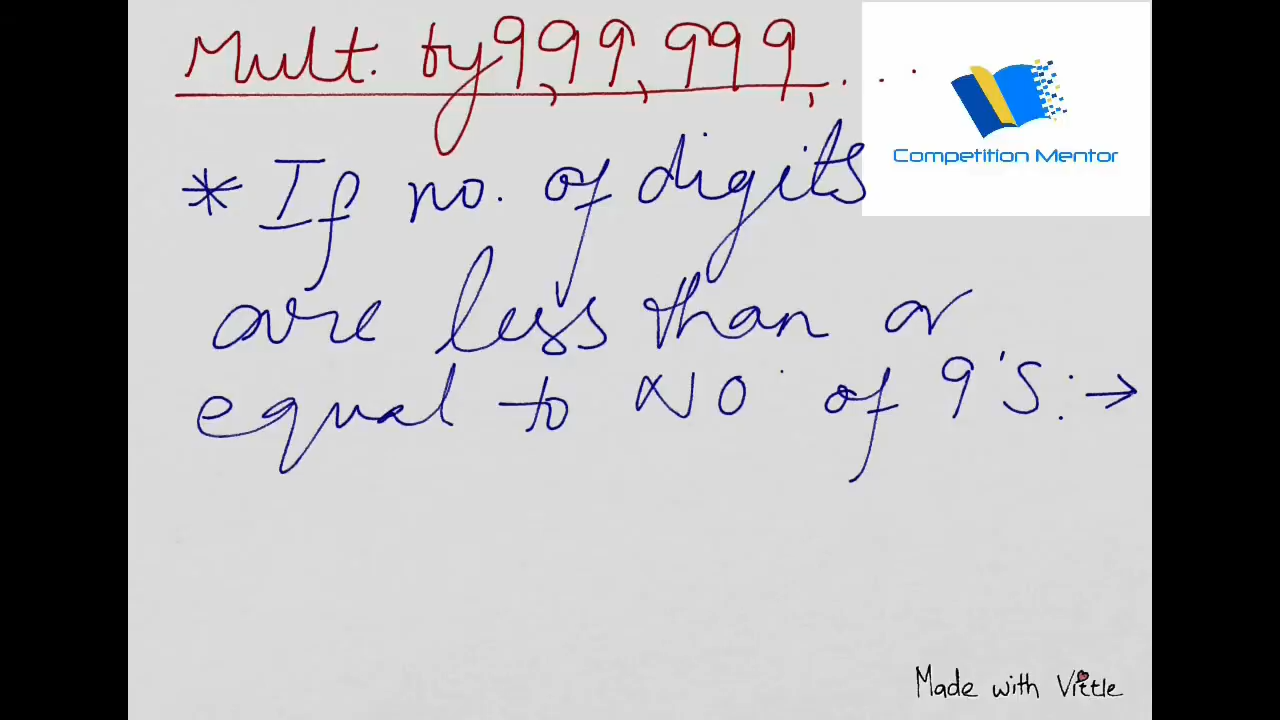 Mult. by 9, 99, 999, ...
Competition Mentor
* If no. of digits
are less than or
equal to NO. of 9's :→
Made with Vittle